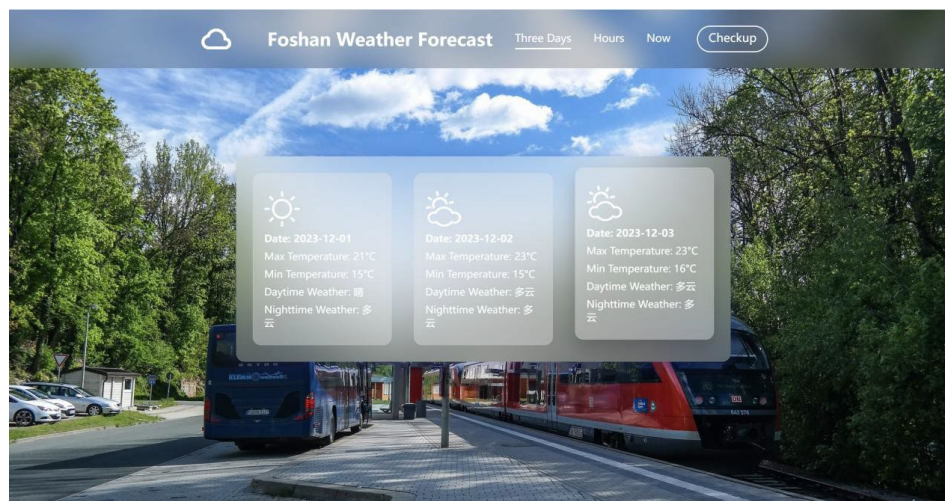 Foshan Weather Forecast Three Days Hours Now Checkup
Date: 2023-12-01
Max Temperature: 21°C
Min Temperature: 15°C
Daytime Weather: 晴
Nighttime Weather: 多
云
Date: 2023-12-02
Max Temperature: 23°C
Min Temperature: 15°C
Daytime Weather: 多云
Nighttime Weather: 多
云
Date: 2023-12-03
Max Temperature: 23°C
Min Temperature: 16°C
Daytime Weather: 多云
Nighttime Weather: 多
云
DB